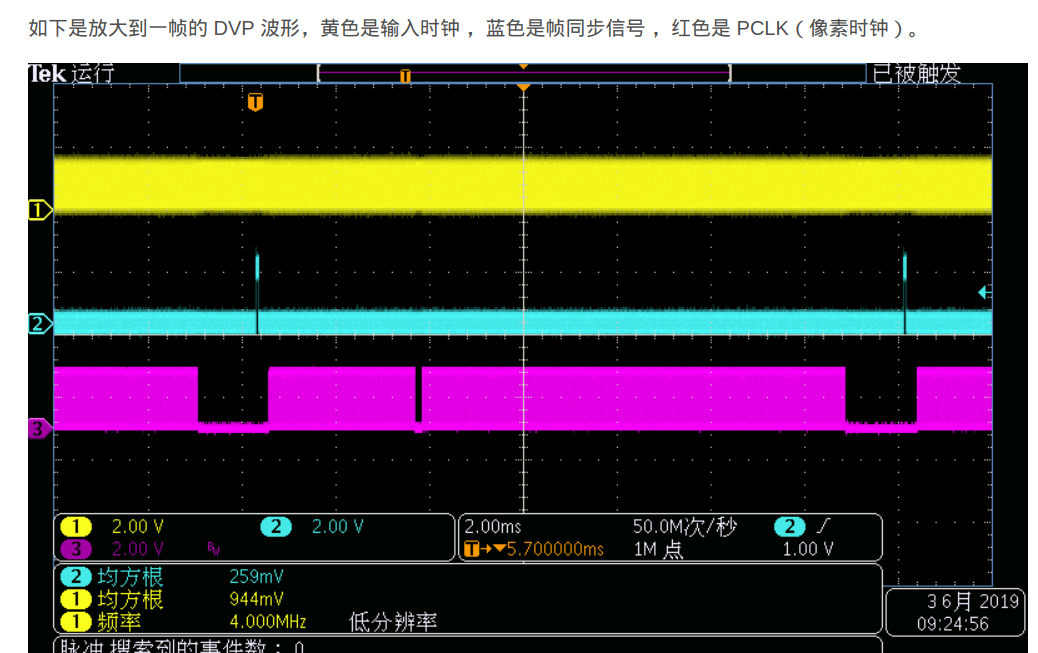 如下是放大到一帧的 DVP 波形，黄色是输入时钟 ，蓝色是帧同步信号 ，红色是 PCLK（像素时钟）。
Tek 运行 已被触发
T
T
1
2
3
1 2.00 V 2 2.00 V 2.00ms 50.0M次/秒 2 ∫
3 2.00 V BW T→▼5.700000ms 1M 点 1.00 V
2 均方根 259mV
1 均方根 944mV
1 频率 4.000MHz 低分辨率
3 6月 2019
09:24:56
脉冲 搜索到的事件数： 0